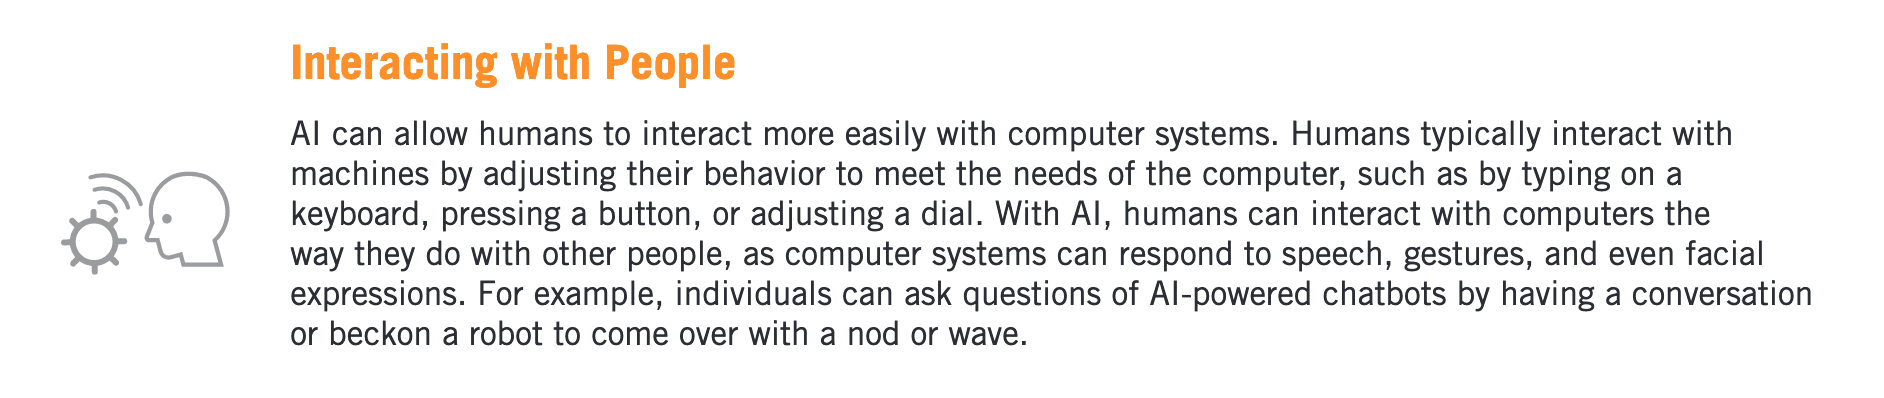 Interacting with People
AI can allow humans to interact more easily with computer systems. Humans typically interact with
machines by adjusting their behavior to meet the needs of the computer, such as by typing on a
keyboard, pressing a button, or adjusting a dial. With AI, humans can interact with computers the
way they do with other people, as computer systems can respond to speech, gestures, and even facial
expressions. For example, individuals can ask questions of AI-powered chatbots by having a conversation
or beckon a robot to come over with a nod or wave.